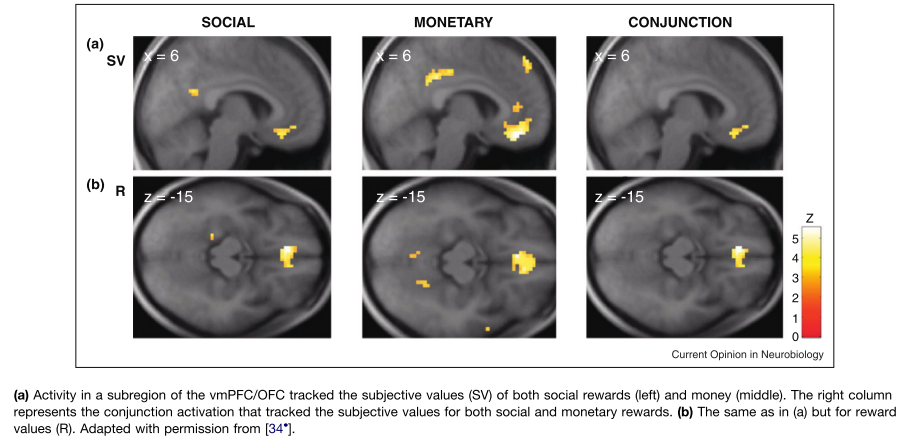 SOCIAL MONETARY CONJUNCTION
(a) SV x = 6 x = 6 x = 6
(b) R z = -15 z = -15 z = -15
Z
5
4
3
2
1
0
Current Opinion in Neurobiology
(a) Activity in a subregion of the vmPFC/OFC tracked the subjective values (SV) of both social rewards (left) and money (middle). The right column
represents the conjunction activation that tracked the subjective values for both social and monetary rewards. (b) The same as in (a) but for reward
values (R). Adapted with permission from [34•].